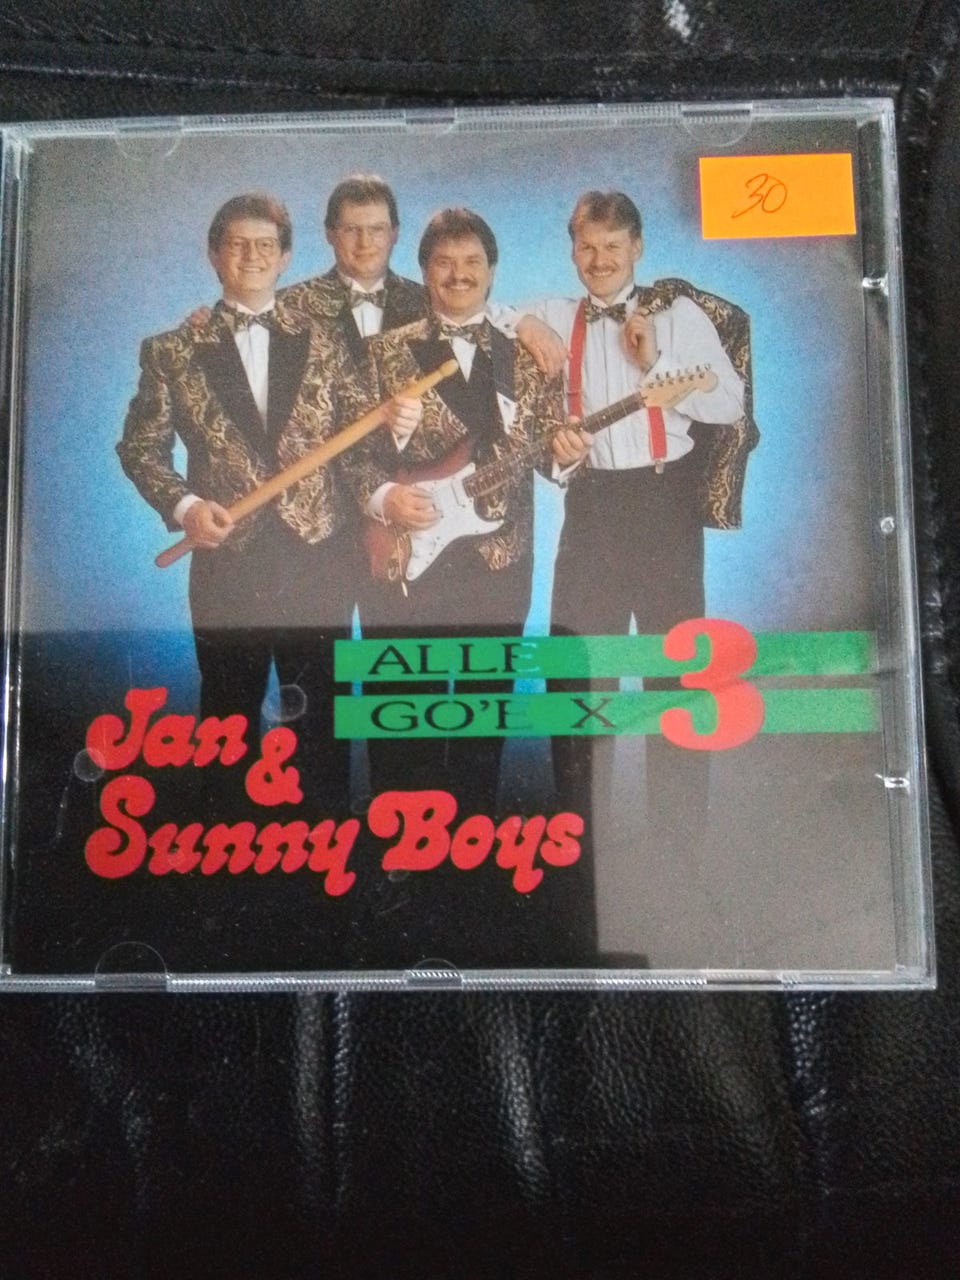 30
ALLE
GO'E X 3
Jan
&
Sunny Boys